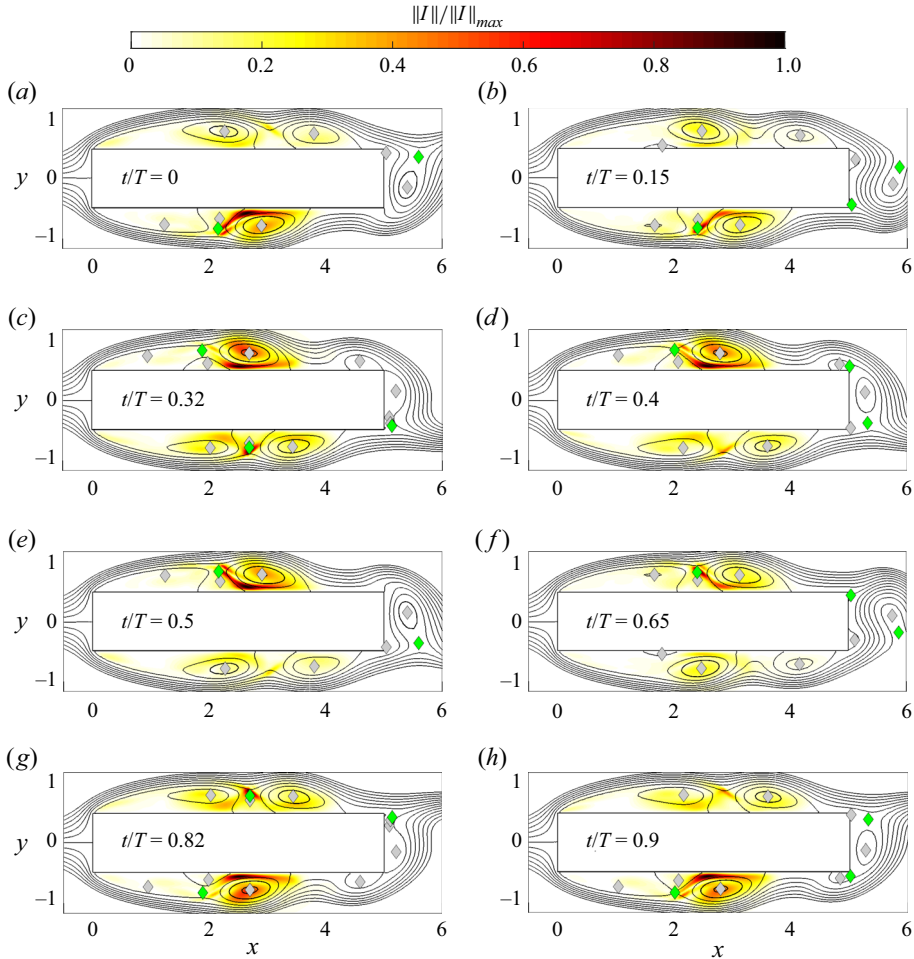 ||I||/||I||max
0 0.2 0.4 0.6 0.8 1.0
(a) (b)
1 1
y 0 t/T = 0 0 t/T = 0.15
–1 –1
0 2 4 6 0 2 4 6
(c) (d)
1 1
y 0 t/T = 0.32 0 t/T = 0.4
–1 –1
0 2 4 6 0 2 4 6
(e) (f)
1 1
y 0 t/T = 0.5 0 t/T = 0.65
–1 –1
0 2 4 6 0 2 4 6
(g) (h)
1 1
y 0 t/T = 0.82 0 t/T = 0.9
–1 –1
0 2 4 6 0 2 4 6
x x